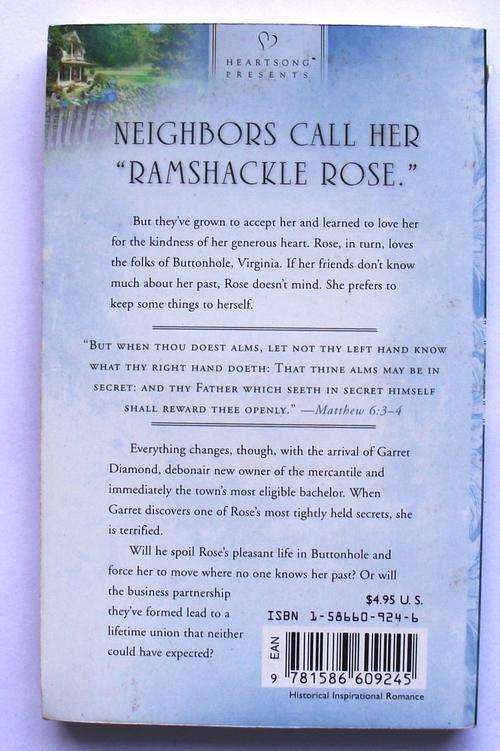 HEARTSONG™
PRESENTS
NEIGHBORS CALL HER
“RAMSHACKLE ROSE.”
But they’ve grown to accept her and learned to love her
for the kindness of her generous heart. Rose, in turn, loves
the folks of Buttonhole, Virginia. If her friends don’t know
much about her past, Rose doesn’t mind. She prefers to
keep some things to herself.
“But when thou doest alms, let not thy left hand know
what thy right hand doeth: That thine alms may be in
secret: and thy Father which seeth in secret himself
shall reward thee openly.” —Matthew 6:3–4
Everything changes, though, with the arrival of Garret
Diamond, debonair new owner of the mercantile and
immediately the town’s most eligible bachelor. When
Garret discovers one of Rose’s most tightly held secrets, she
is terrified.
Will he spoil Rose’s pleasant life in Buttonhole and
force her to move where no one knows her past? Or will
the business partnership
they’ve formed lead to a
lifetime union that neither
could have expected?
$4.95 U. S.
ISBN 1-58660-924-6
EAN
9 781586 609245
Historical Inspirational Romance